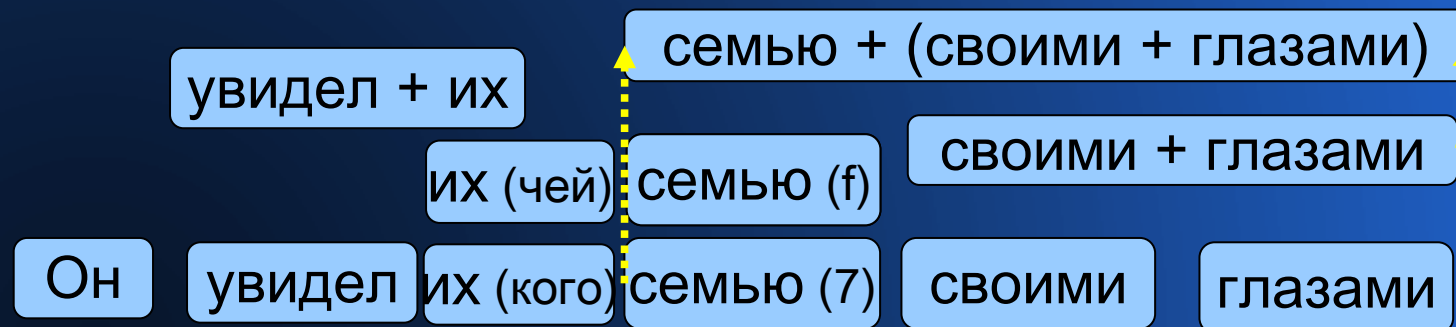 семью + (своими + глазами)
увидел + их
своими + глазами
их (чей) семью (f)
Он увидел их (кого) семью (7) своими глазами